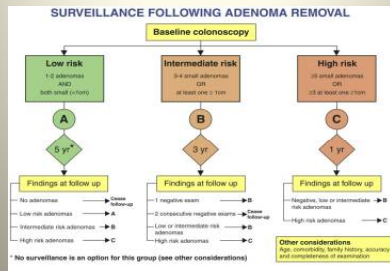 SURVEILLANCE FOLLOWING ADENOMA REMOVAL
Baseline colonoscopy
Low risk
1-2 adenomas
AND
both small (<1cm)
A
5 yr*
Findings at follow up
No adenomas Cease follow-up
Low risk adenomas A
Intermediate risk adenomas B
High risk adenomas C
Intermediate risk
3-4 small adenomas
OR
at least one ≥ 1cm
B
3 yr
Findings at follow up
1 negative exam B
2 consecutive negative exams Cease follow-up
Low or intermediate risk adenomas B
High risk adenomas C
High risk
≥5 small adenomas
OR
≥3 at least one ≥1cm
C
1 yr
Findings at follow up
Negative, low or intermediate risk adenomas B
High risk adenomas C
Other considerations
Age, comorbidity, family history, accuracy
and completeness of examination
* No surveillance is an option for this group (see other considerations)